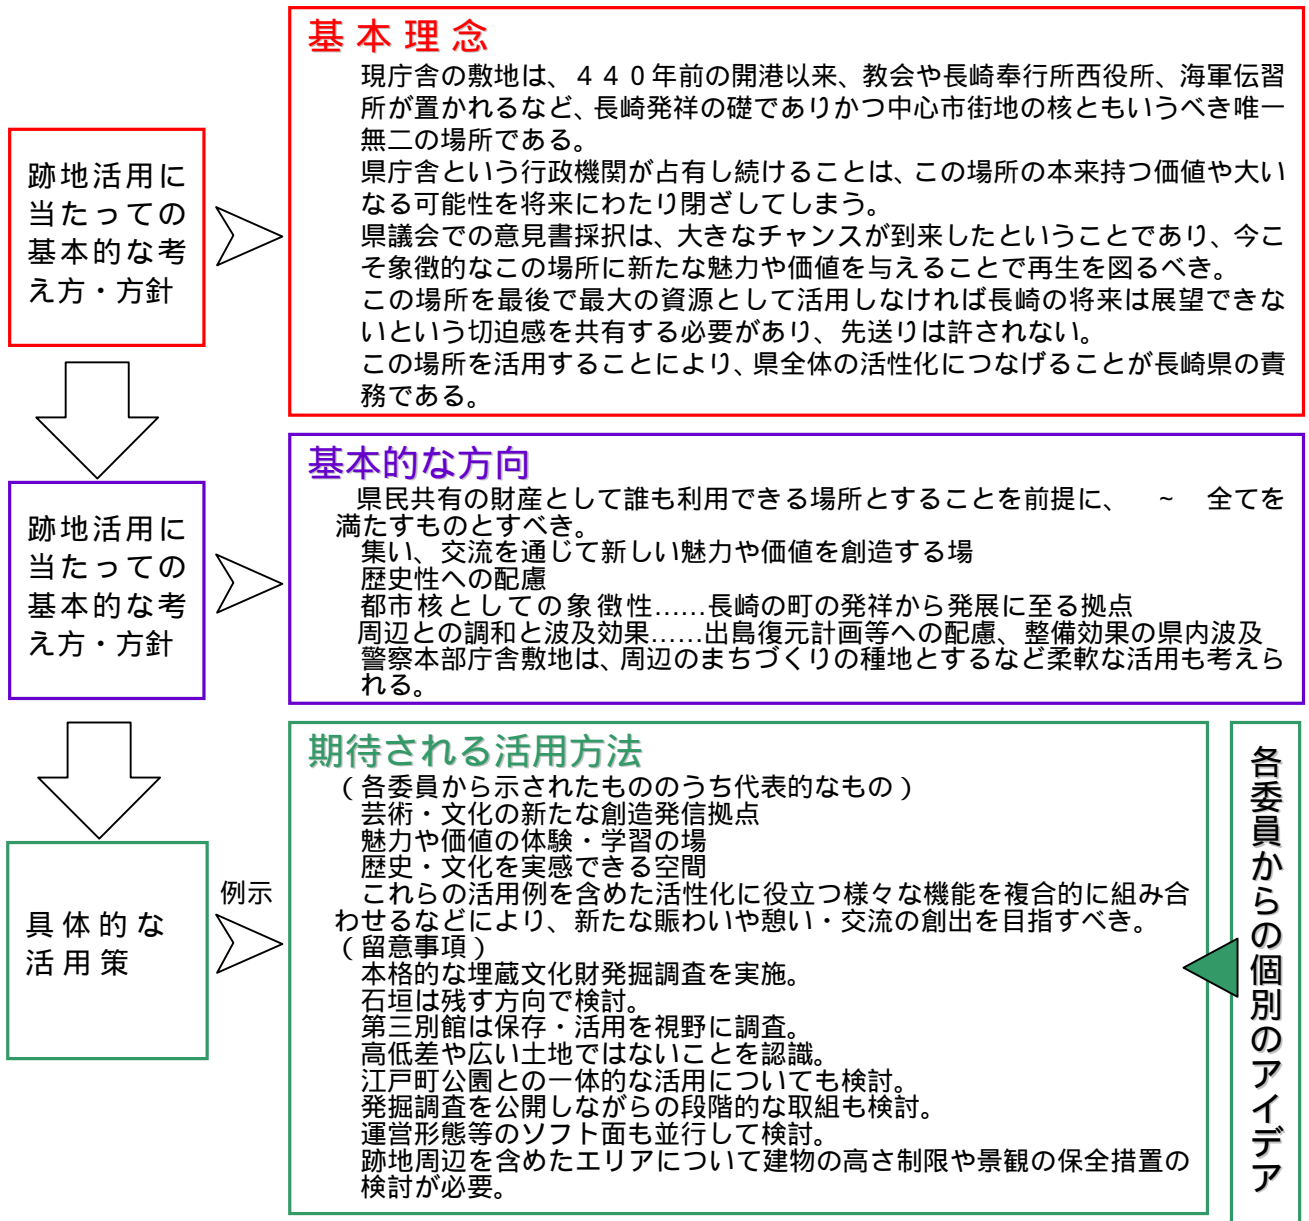 跡地活用に
当たっての
基本的な考
え方・方針
基本理念
現庁舎の敷地は、４４０年前の開港以来、教会や長崎奉行所西役所、海軍伝習
所が置かれるなど、長崎発祥の礎でありかつ中心市街地の核ともいうべき唯一
無二の場所である。
県庁舎という行政機関が占有し続けることは、この場所の本来持つ価値や大い
なる可能性を将来にわたり閉ざしてしまう。
県議会での意見書採択は、大きなチャンスが到来したということであり、今こ
そ象徴的なこの場所に新たな魅力や価値を与えることで再生を図るべき。
この場所を最後で最大の資源として活用しなければ長崎の将来は展望できな
いという切迫感を共有する必要があり、先送りは許されない。
この場所を活用することにより、県全体の活性化につなげることが長崎県の責
務である。
跡地活用に
当たっての
基本的な考
え方・方針
基本的な方向
県民共有の財産として誰も利用できる場所とすることを前提に、　～　全てを
満たすものとすべき。
集い、交流を通じて新しい魅力や価値を創造する場
歴史性への配慮
都市核としての象徴性……長崎の町の発祥から発展に至る拠点
周辺との調和と波及効果……出島復元計画等への配慮、整備効果の県内波及
警察本部庁舎敷地は、周辺のまちづくりの種地とするなど柔軟な活用も考えら
れる。
具体的な
活用策
例示
期待される活用方法
（各委員から示されたもののうち代表的なもの）
芸術・文化の新たな創造発信拠点
魅力や価値の体験・学習の場
歴史・文化を実感できる空間
これらの活用例を含めた活性化に役立つ様々な機能を複合的に組み合
わせるなどにより、新たな賑わいや憩い・交流の創出を目指すべき。
（留意事項）
本格的な埋蔵文化財発掘調査を実施。
石垣は残す方向で検討。
第三別館は保存・活用を視野に調査。
高低差や広い土地ではないことを認識。
江戸町公園との一体的な活用についても検討。
発掘調査を公開しながらの段階的な取組も検討。
運営形態等のソフト面も並行して検討。
跡地周辺を含めたエリアについて建物の高さ制限や景観の保全措置の
検討が必要。
各委員からの個別のアイデア